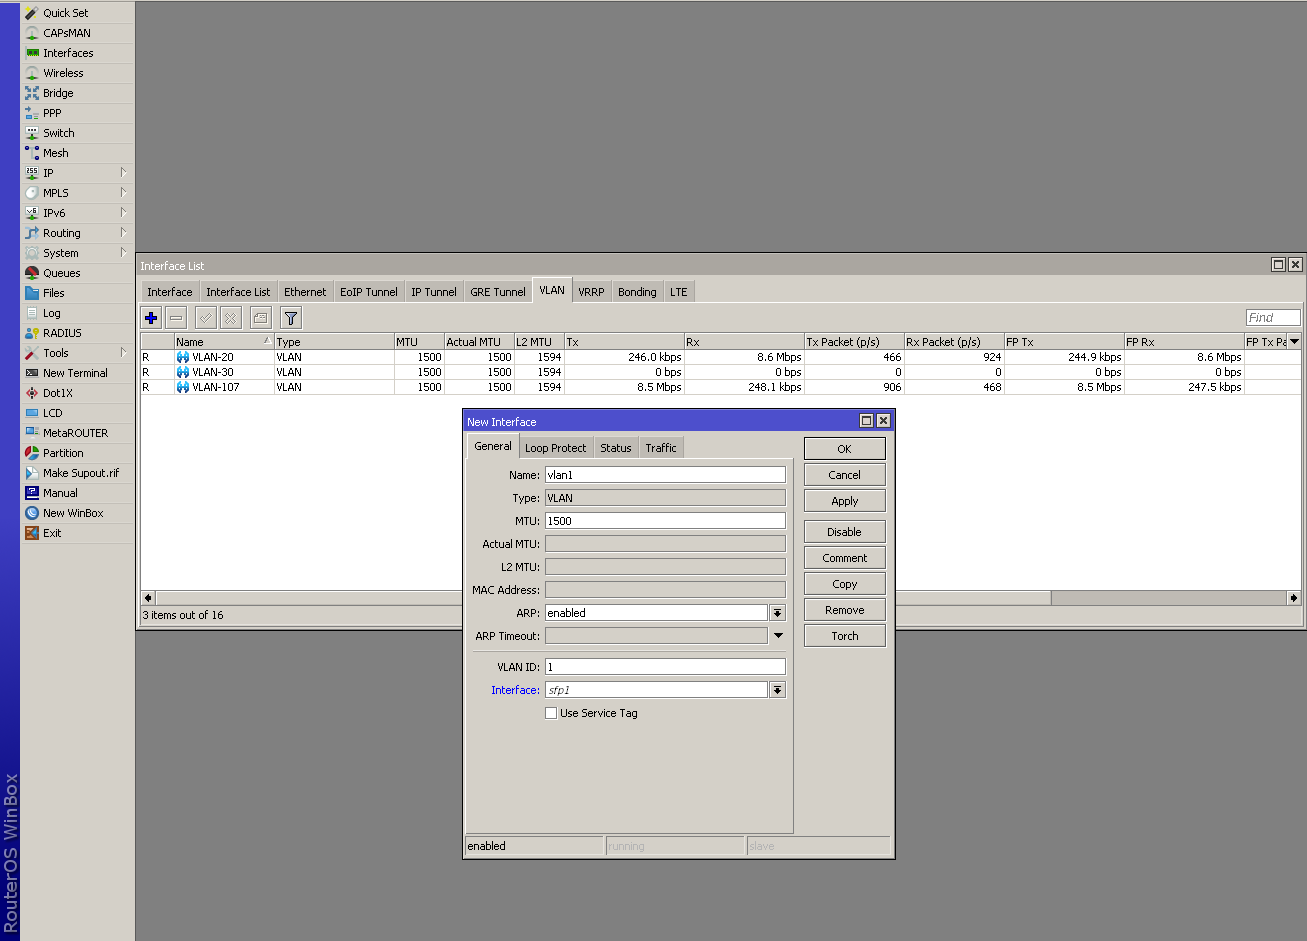 Quick Set
CAPsMAN
Interfaces
Wireless
Bridge
PPP
Switch
Mesh
IP
MPLS
IPv6
Routing
System
Queues
Files
Log
RADIUS
Tools
New Terminal
Dot1X
LCD
MetaROUTER
Partition
Make Supout.rif
Manual
New WinBox
Exit
RouterOS WinBox
Interface List
Interface Interface List Ethernet EoIP Tunnel IP Tunnel GRE Tunnel VLAN VRRP Bonding LTE
Find
Name Type MTU Actual MTU L2 MTU Tx Rx Tx Packet (p/s) Rx Packet (p/s) FP Tx FP Rx FP Tx Pa
R VLAN-20 VLAN 1500 1500 1594 246.0 kbps 8.6 Mbps 466 924 244.9 kbps 8.6 Mbps
R VLAN-30 VLAN 1500 1500 1594 0 bps 0 bps 0 0 0 bps 0 bps
R VLAN-107 VLAN 1500 1500 1594 8.5 Mbps 248.1 kbps 906 468 8.5 Mbps 247.5 kbps
3 items out of 16
New Interface
General Loop Protect Status Traffic
Name: vlan1
Type: VLAN
MTU: 1500
Actual MTU:
L2 MTU:
MAC Address:
ARP: enabled
ARP Timeout:
VLAN ID: 1
Interface: sfp1
Use Service Tag
OK
Cancel
Apply
Disable
Comment
Copy
Remove
Torch
enabled running slave